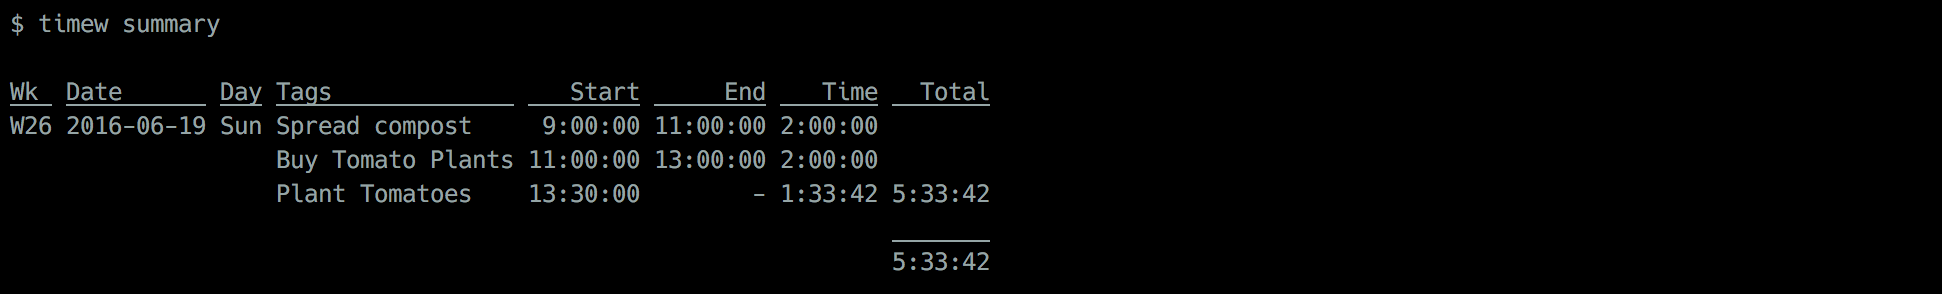 $ timew summary
Wk Date Day Tags Start End Time Total
W26 2016-06-19 Sun Spread compost 9:00:00 11:00:00 2:00:00
Buy Tomato Plants 11:00:00 13:00:00 2:00:00
Plant Tomatoes 13:30:00 - 1:33:42 5:33:42
5:33:42